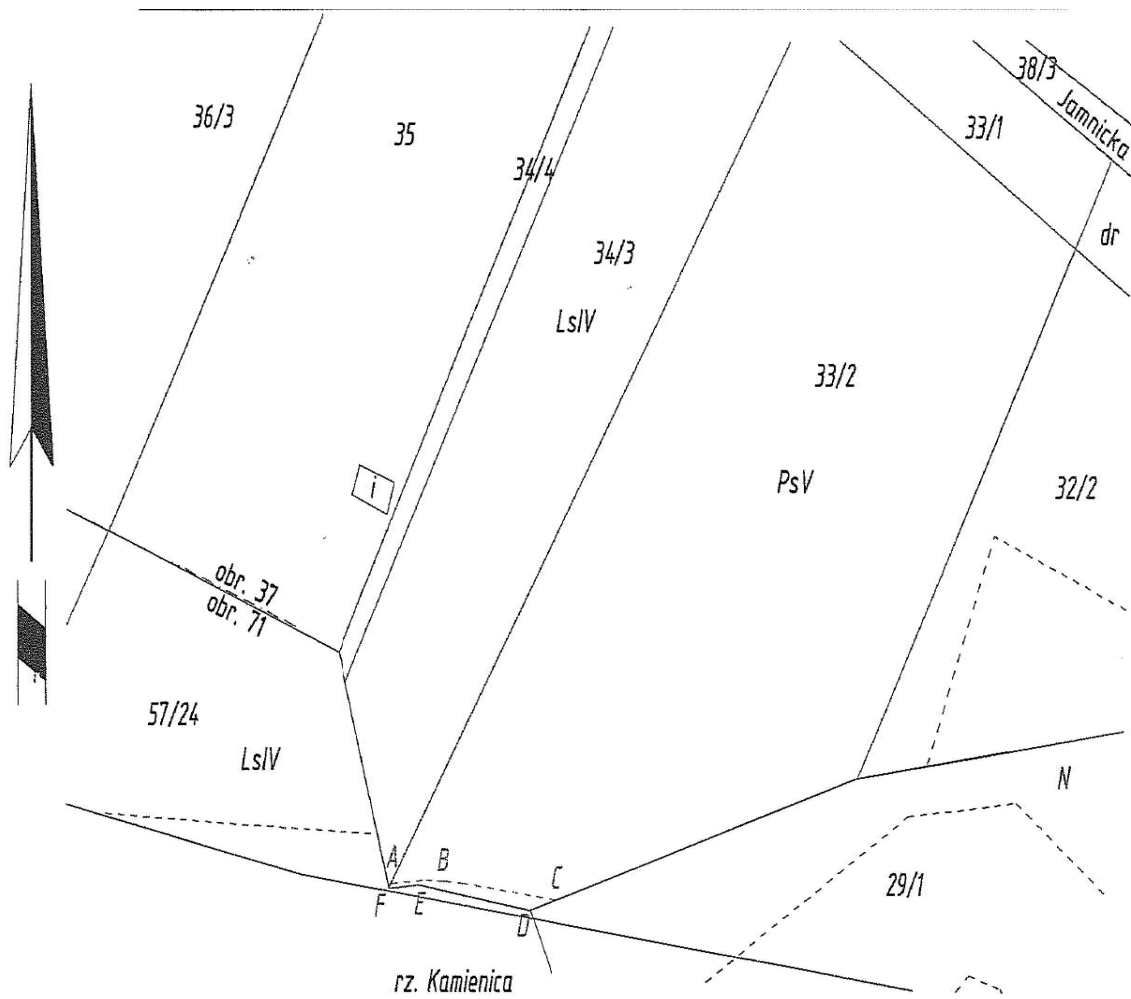 38/3
Jamnicka
36/3
33/1
35
34/4
dr
34/3
LsIV
33/2
i
PsV
32/2
obr. 37
obr. 71
57/24
LsIV
N
A
B
C
29/1
F
E
D
rz. Kamienica